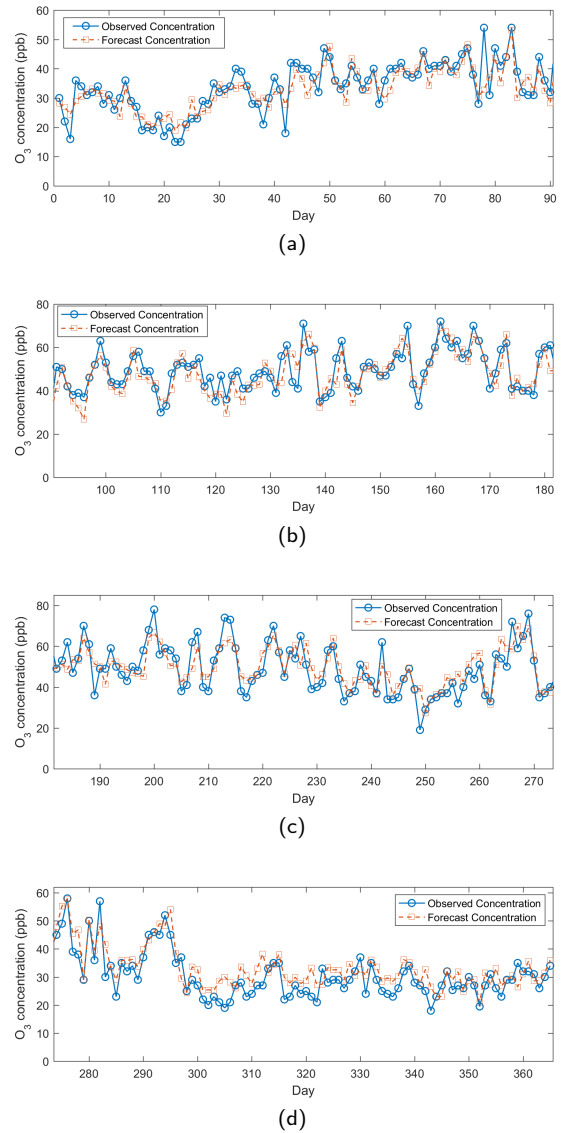 60
50
40
30
20
10
0
O3 concentration (ppb)
Observed Concentration
Forecast Concentration
0 10 20 30 40 50 60 70 80 90
Day
(a)
80
60
40
20
0
O3 concentration (ppb)
Observed Concentration
Forecast Concentration
100 110 120 130 140 150 160 170 180
Day
(b)
80
60
40
20
0
O3 concentration (ppb)
Observed Concentration
Forecast Concentration
190 200 210 220 230 240 250 260 270
Day
(c)
60
50
40
30
20
10
0
O3 concentration (ppb)
Observed Concentration
Forecast Concentration
280 290 300 310 320 330 340 350 360
Day
(d)